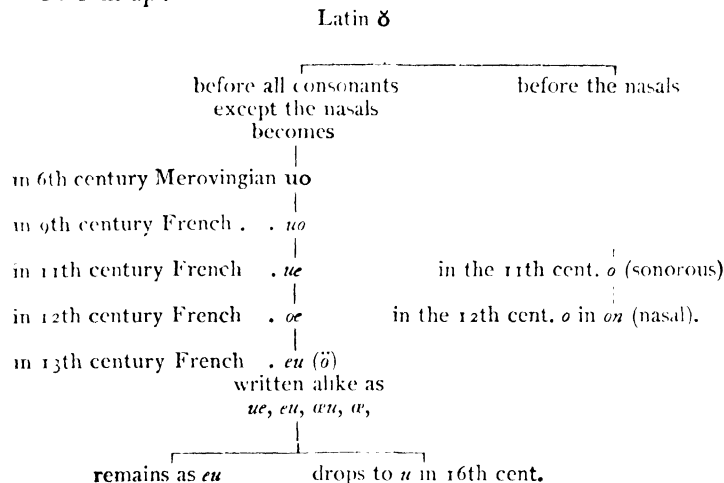 Latin ŏ
before all consonants before the nasals
except the nasals
becomes
in 6th century Merovingian uo
in 9th century French . . uo
in 11th century French . ue in the 11th cent. o (sonorous)
in 12th century French . oe in the 12th cent. o in on (nasal).
in 13th century French . eu (ö)
written alike as
ue, eu, œu, œ,
remains as eu drops to u in 16th cent.